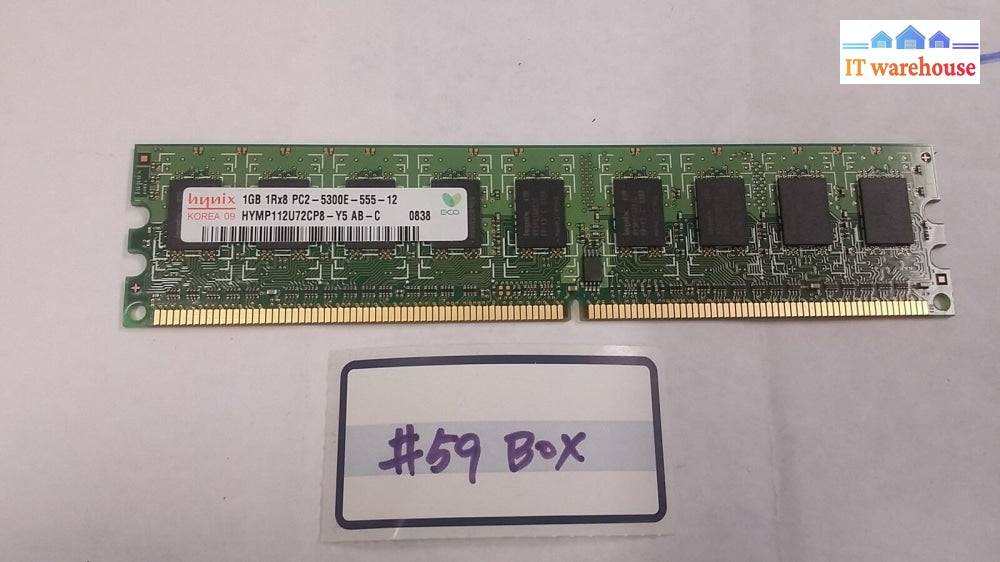 IT warehouse
hynix
KOREA 09
1GB 1Rx8 PC2-5300E-555-12
HYMP112U72CP8-Y5 AB-C
0838
ECO
#59 BOX